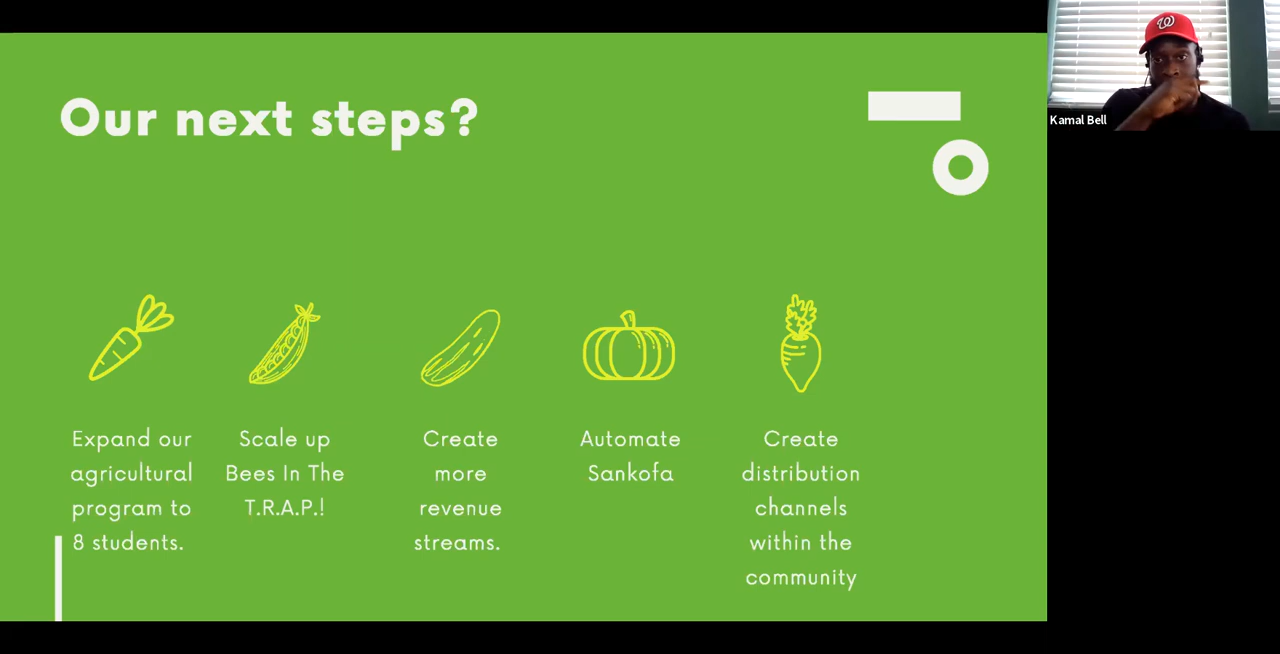 Our next steps?
W
Kamal Bell
Expand our
agricultural
program to
8 students.
Scale up
Bees In The
T.R.A.P.!
Create
more
revenue
streams.
Automate
Sankofa
Create
distribution
channels
within the
community